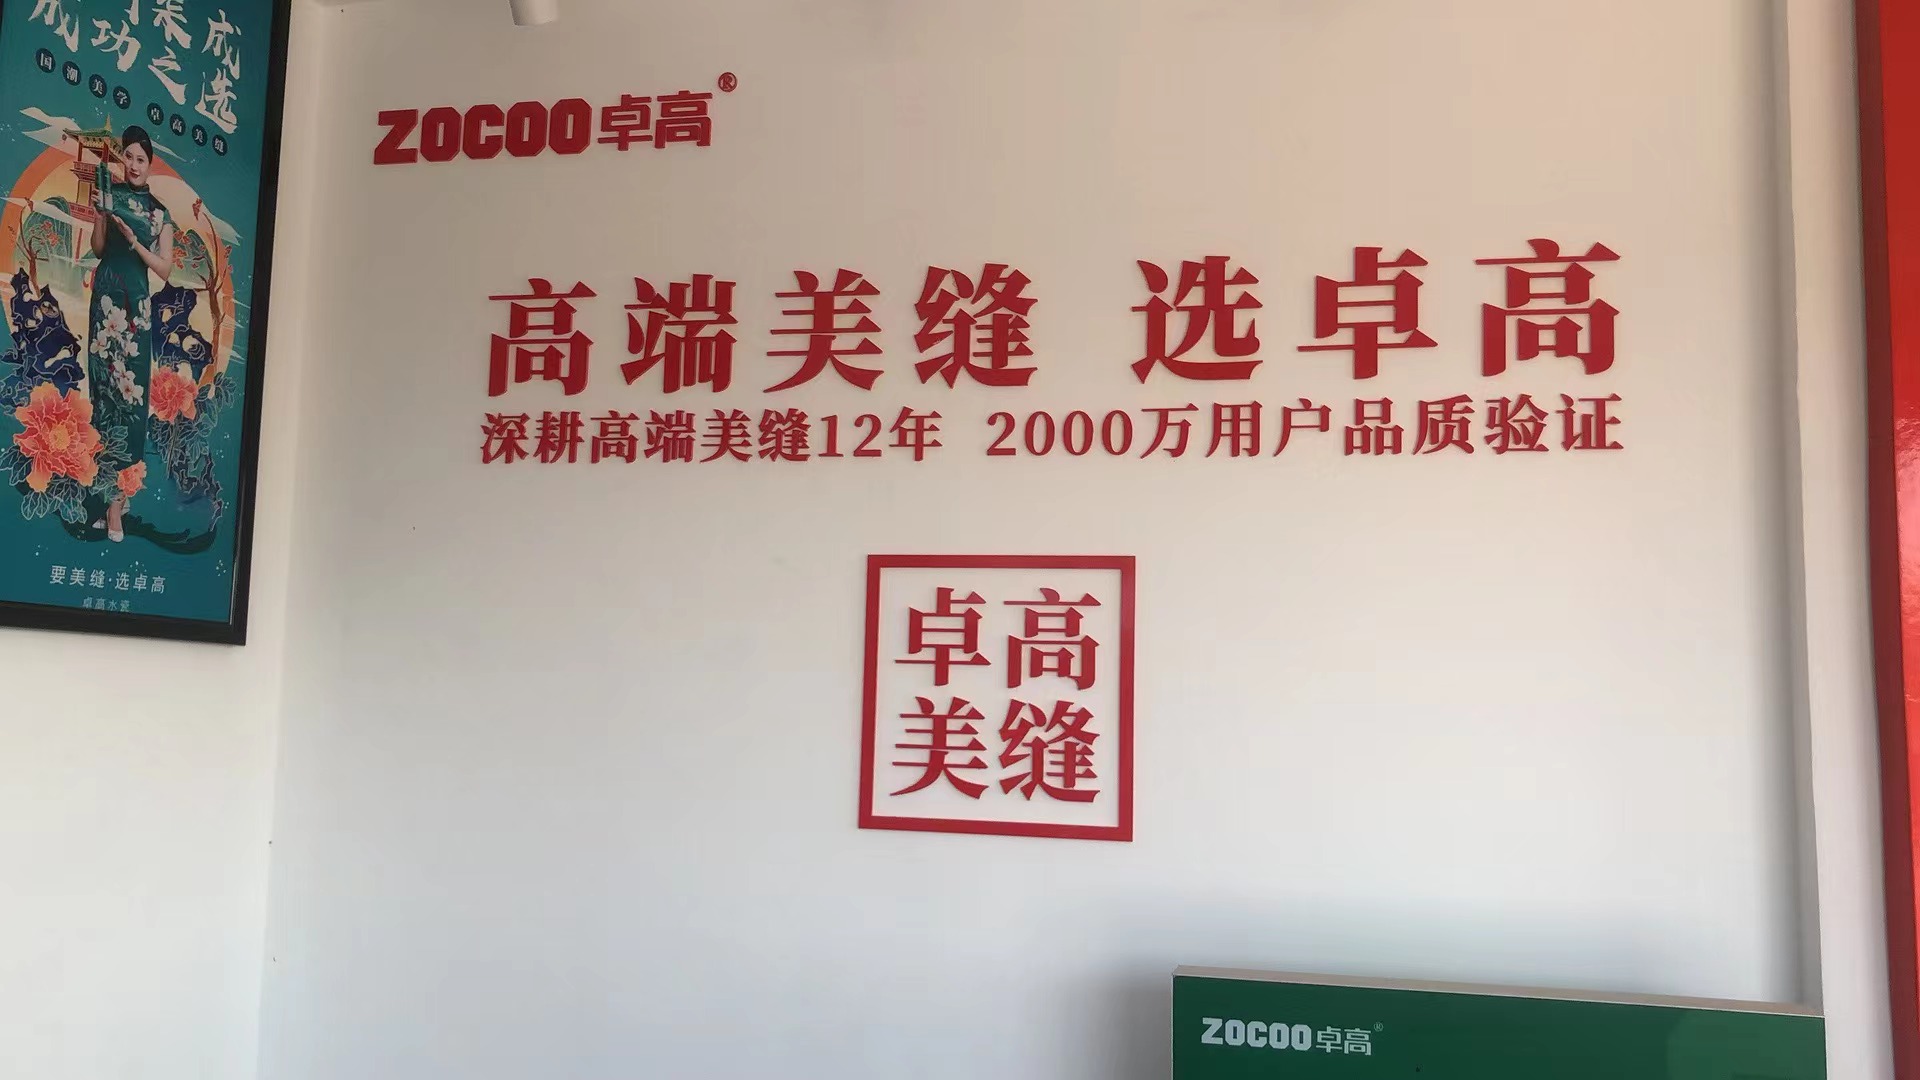 成功
之选
国潮美学 卓高美缝
要美缝·选卓高
卓高水瓷
ZOCOO卓高®
高端美缝 选卓高
深耕高端美缝12年 2000万用户品质验证
卓高
美缝
ZOCOO卓高®